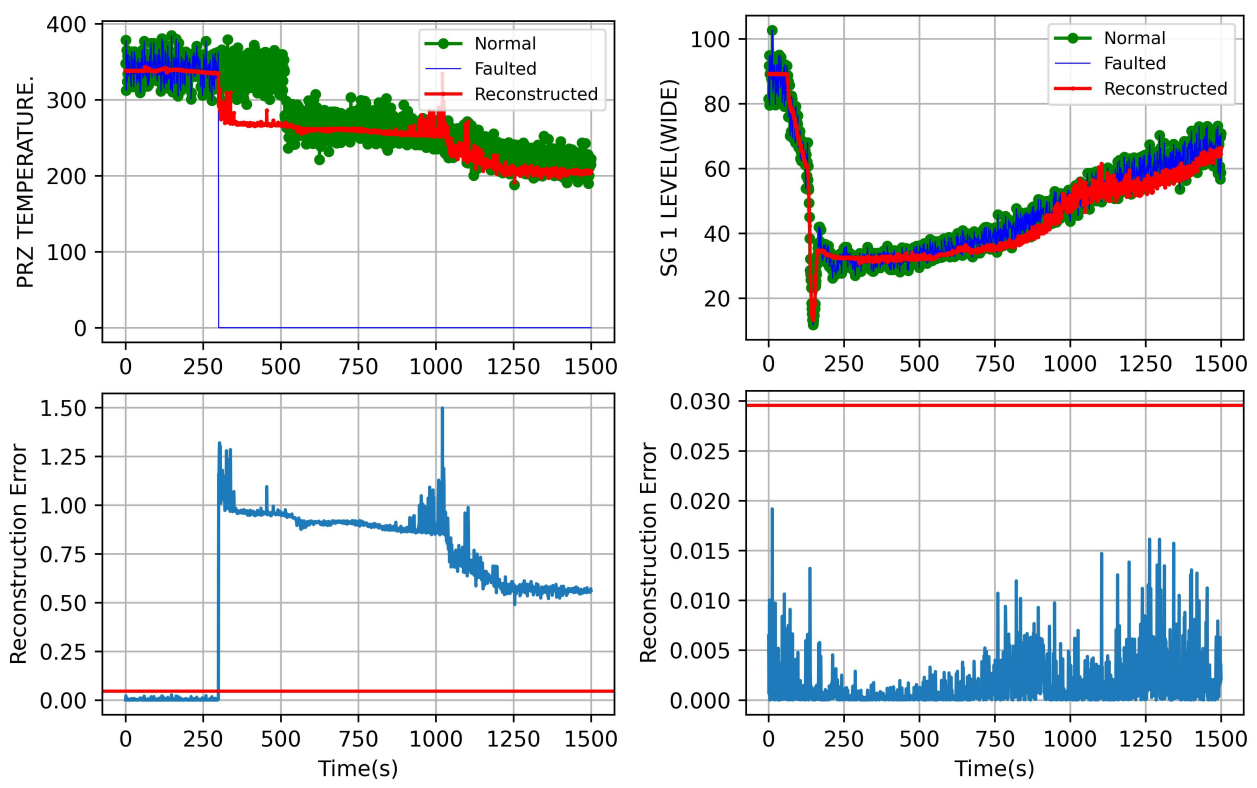 PRZ TEMPERATURE.
400
300
200
100
0
Normal
Faulted
Reconstructed
0 250 500 750 1000 1250 1500
SG 1 LEVEL(WIDE)
100
80
60
40
20
Normal
Faulted
Reconstructed
0 250 500 750 1000 1250 1500
Reconstruction Error
1.50
1.25
1.00
0.75
0.50
0.25
0.00
0 250 500 750 1000 1250 1500
Time(s)
Reconstruction Error
0.030
0.025
0.020
0.015
0.010
0.005
0.000
0 250 500 750 1000 1250 1500
Time(s)